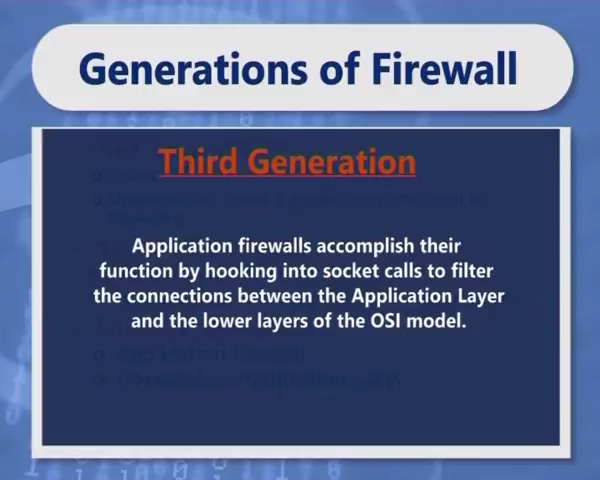 Generations of Firewall
Third Generation
Application firewalls accomplish their
function by hooking into socket calls to filter
the connections between the Application Layer
and the lower layers of the OSI model.